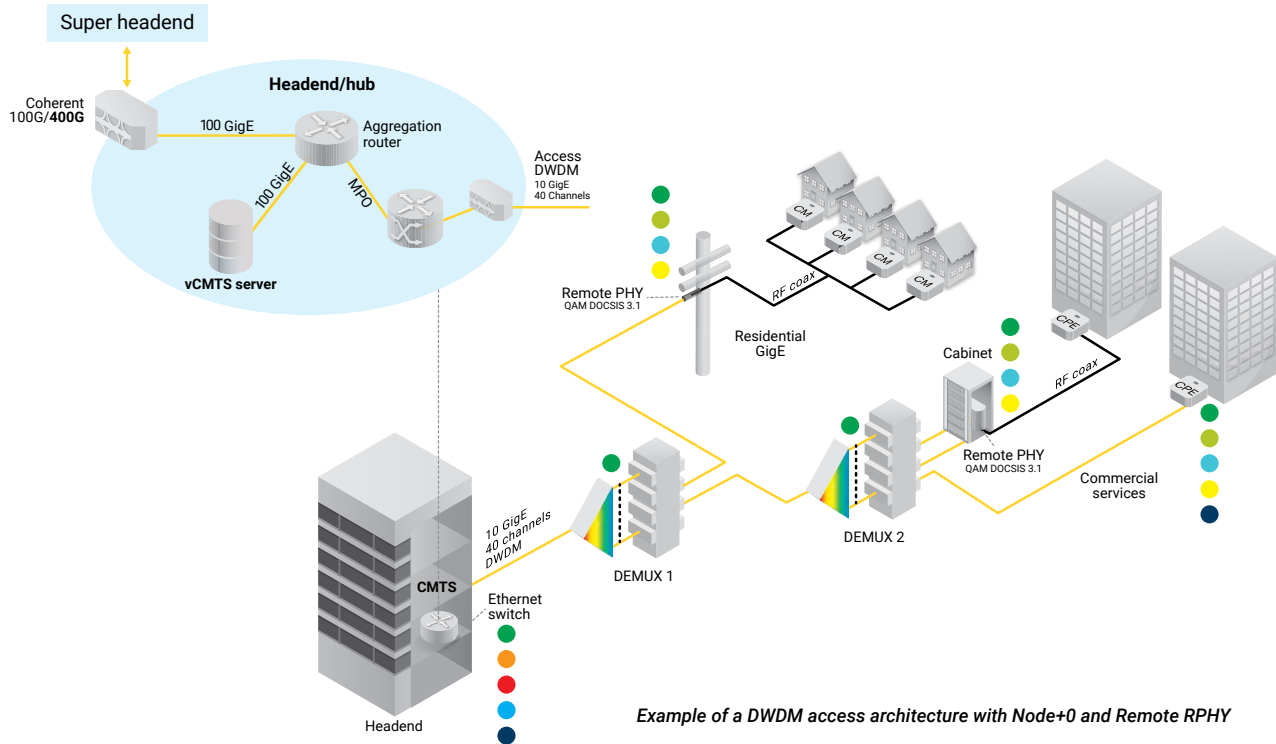 Super headend
Headend/hub
Coherent
100G/400G
100 GigE
Aggregation
router
100 GigE
MPO
Access
DWDM
10 GigE
40 Channels
vCMTS server
CM
CM
CM
CM
Remote PHY
QAM DOCSIS 3.1
RF coax
Residential
GigE
CPE
Cabinet
RF coax
CPE
Remote PHY
QAM DOCSIS 3.1
Commercial
services
DEMUX 2
10 GigE
40 channels
DWDM
DEMUX 1
CMTS
Ethernet
switch
Headend
Example of a DWDM access architecture with Node+0 and Remote RPHY